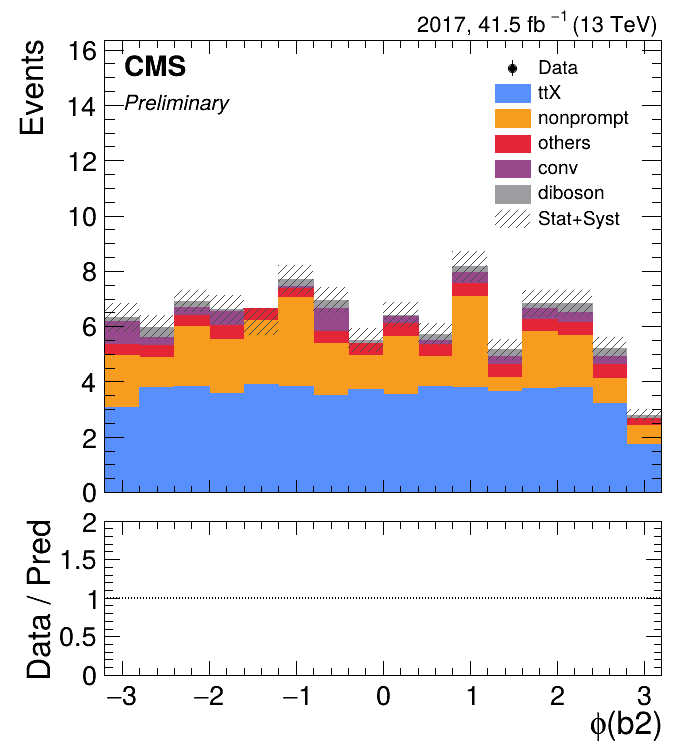 2017, 41.5 fb⁻¹ (13 TeV)
CMS
Preliminary
Data
ttX
nonprompt
others
conv
diboson
Stat+Syst
Events
16
14
12
10
8
6
4
2
0
Data / Pred
2
1.5
1
0.5
0
−3 −2 −1 0 1 2 3
ϕ(b2)